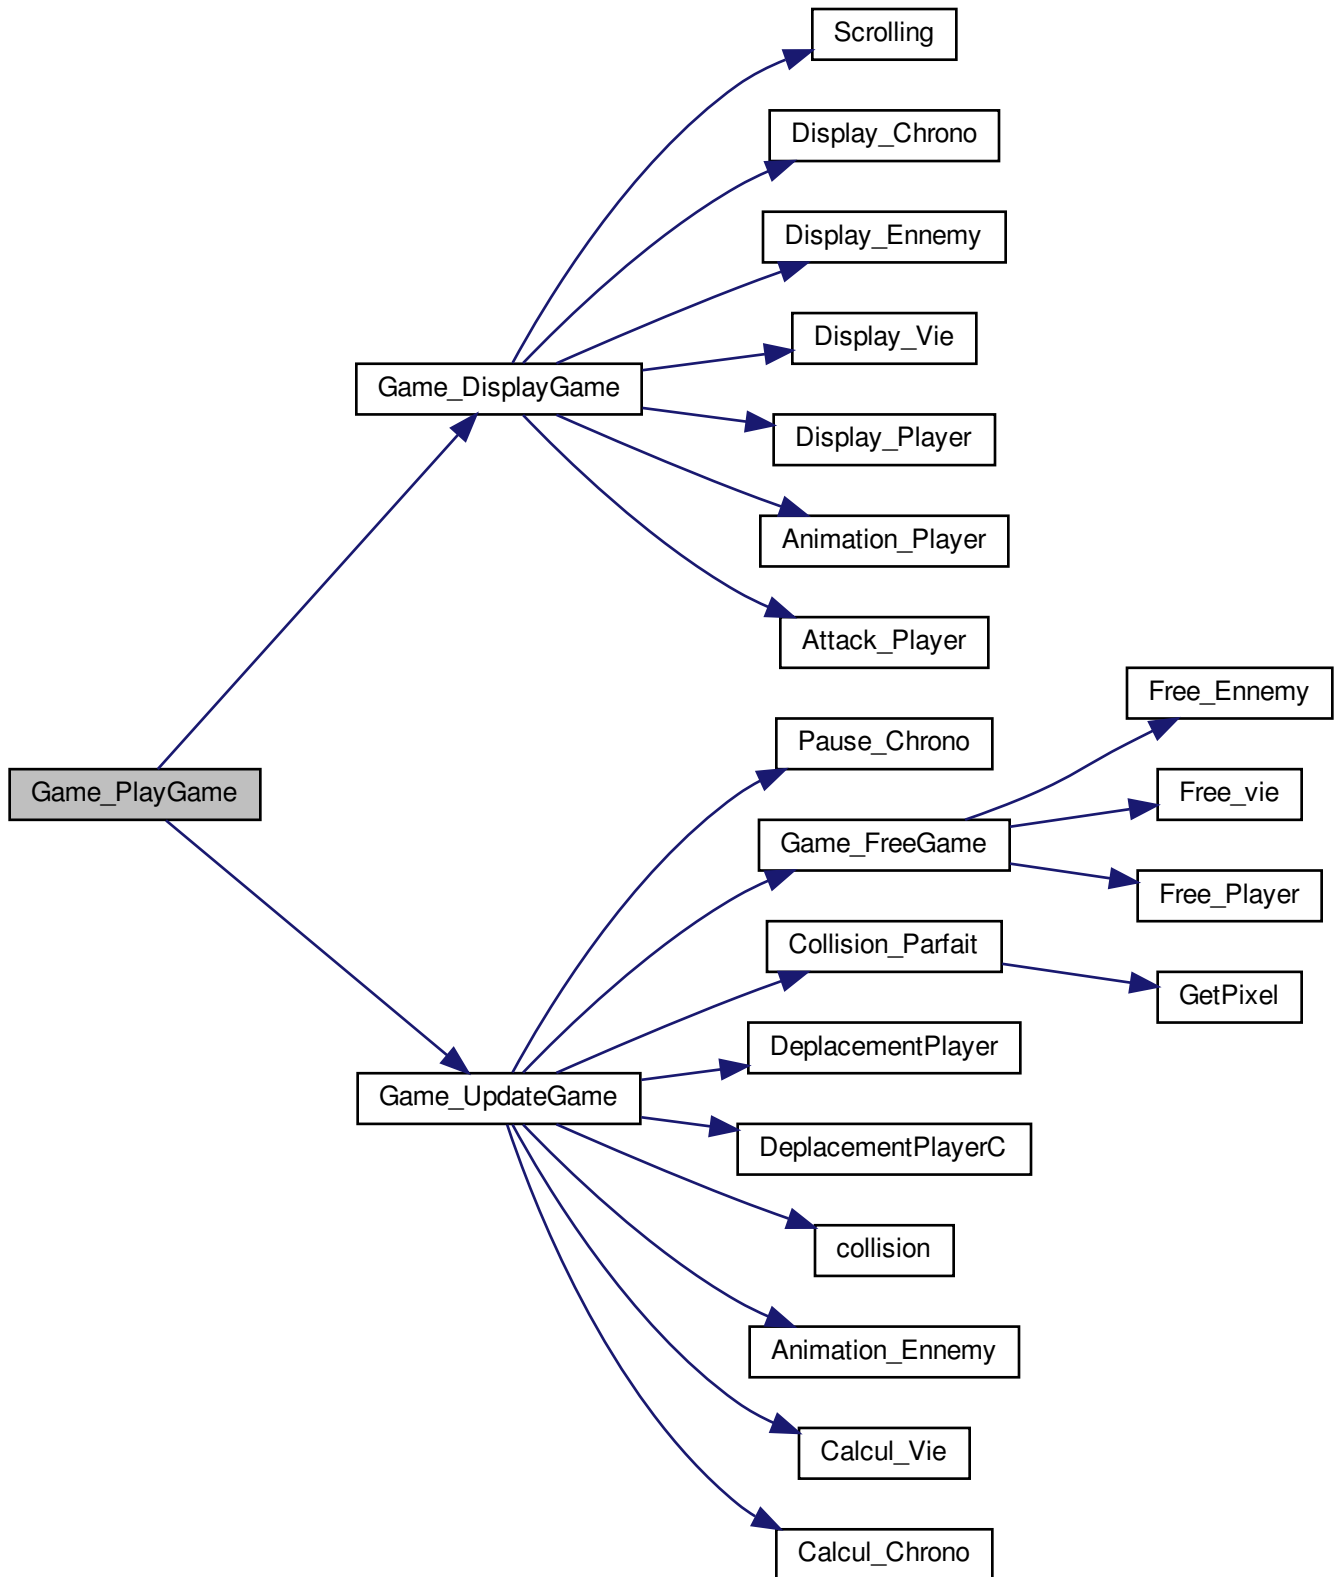 Scrolling
Display_Chrono
Display_Ennemy
Display_Vie
Game_DisplayGame
Display_Player
Animation_Player
Attack_Player
Free_Ennemy
Pause_Chrono
Game_PlayGame
Free_vie
Game_FreeGame
Free_Player
Collision_Parfait
GetPixel
DeplacementPlayer
Game_UpdateGame
DeplacementPlayerC
collision
Animation_Ennemy
Calcul_Vie
Calcul_Chrono